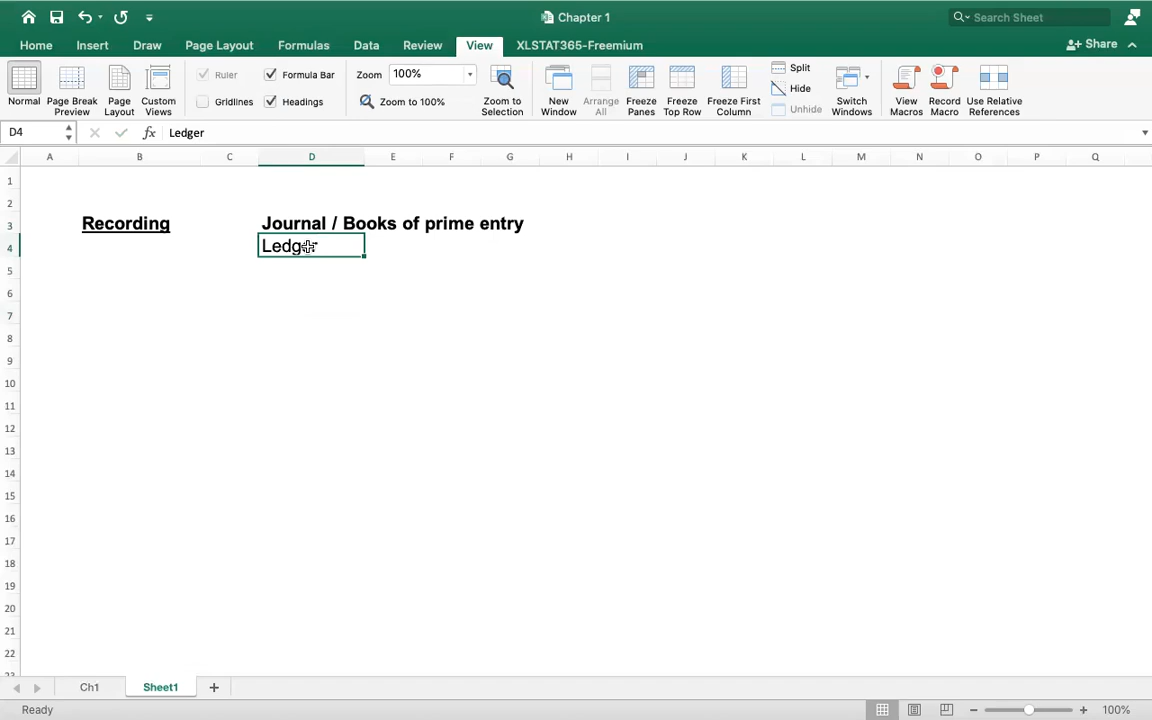 Chapter 1
Search Sheet
Home Insert Draw Page Layout Formulas Data Review View XLSTAT365-Freemium Share
Normal Page Break Preview Page Layout Custom Views
Ruler Formula Bar
Gridlines Headings
Zoom 100%
Zoom to 100%
Zoom to Selection
New Window Arrange All Freeze Panes Freeze Top Row Freeze First Column
Split
Hide
Unhide
Switch Windows View Macros Record Macro Use Relative References
D4 fx Ledger
A B C D E F G H I J K L M N O P Q
1
2
3 Recording Journal / Books of prime entry
4 Ledger
5
6
7
8
9
10
11
12
13
14
15
16
17
18
19
20
21
22
23
Ch1 Sheet1 +
Ready 100%